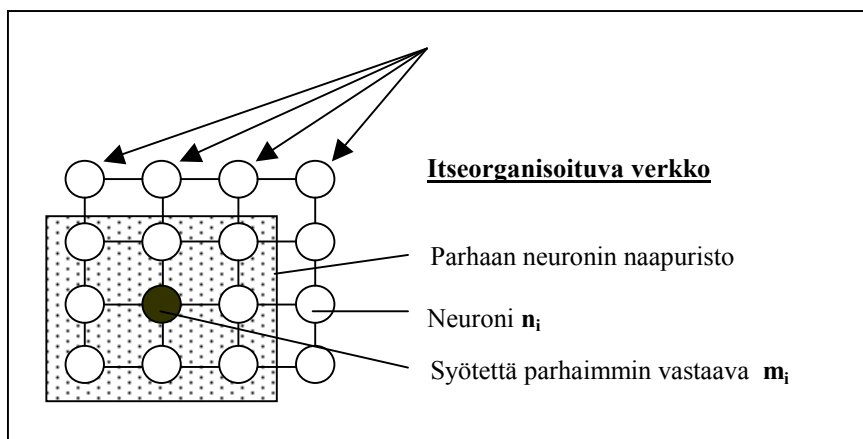 Itseorganisoituva verkko
Parhaan neuronin naapuristo
Neuroni nᵢ
Syötettä parhaimmin vastaava mᵢ